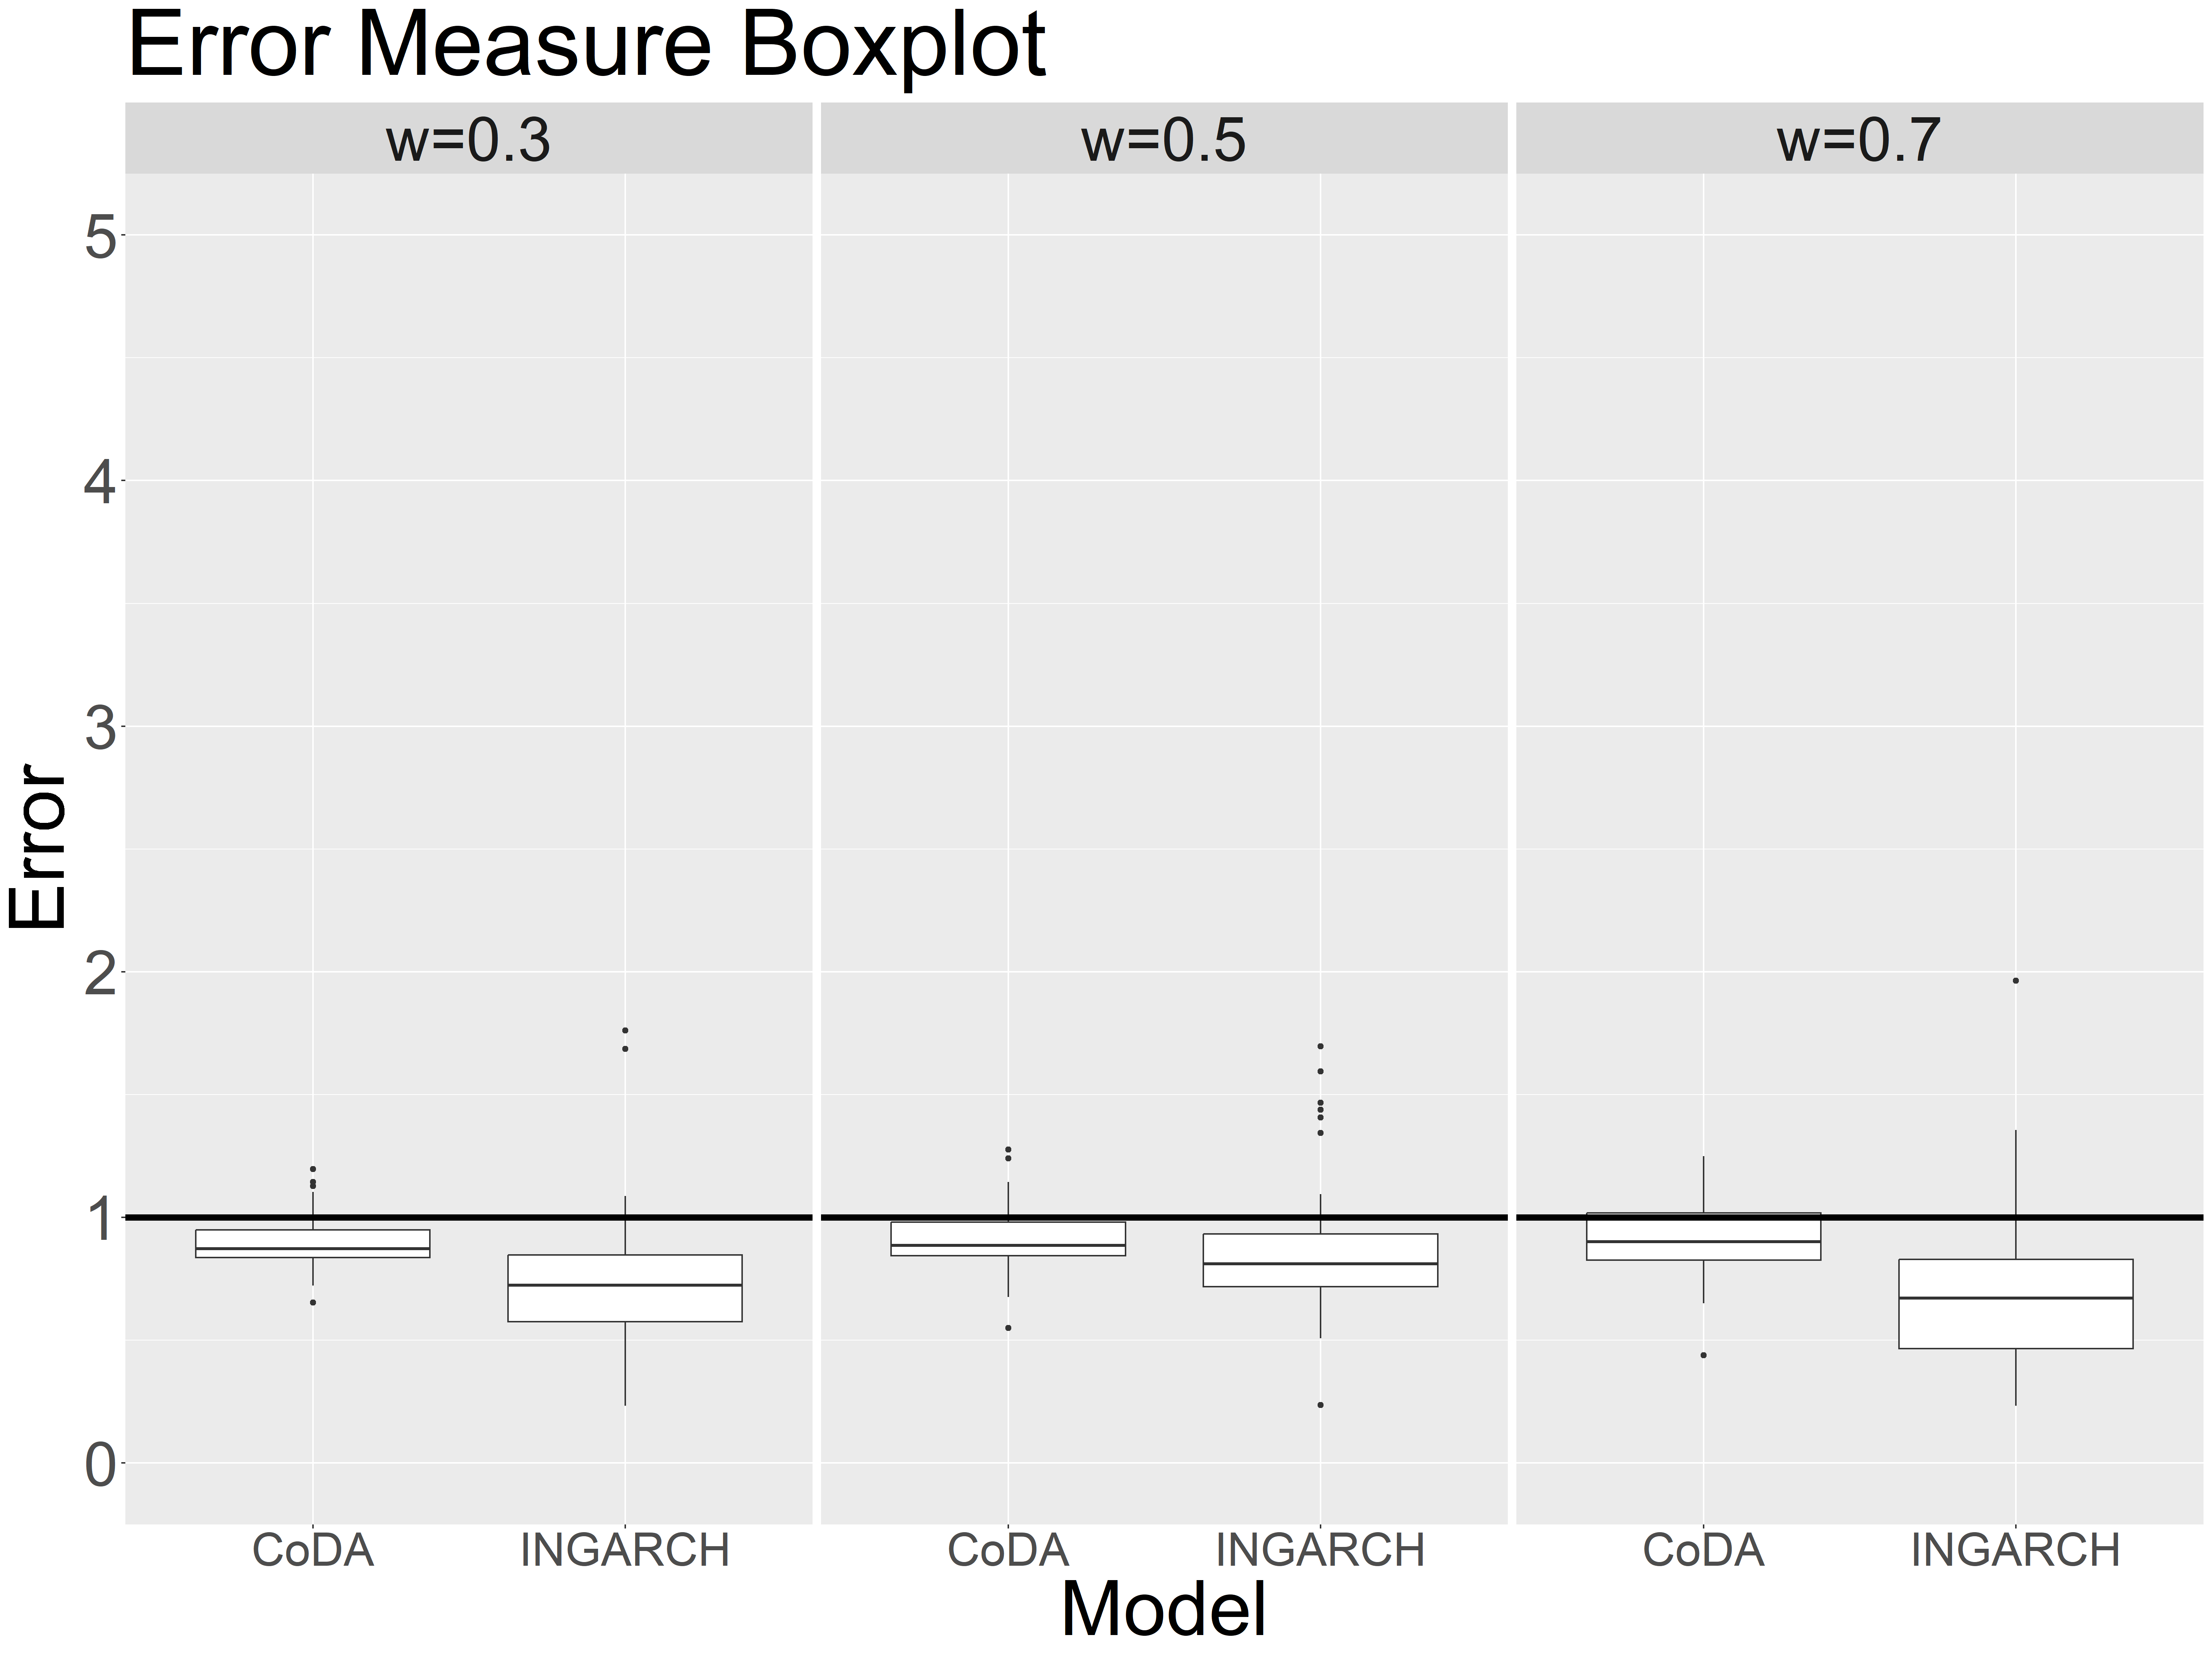 Error Measure Boxplot
w=0.3
w=0.5
w=0.7
5
4
3
2
1
0
Error
CoDA
INGARCH
CoDA
INGARCH
CoDA
INGARCH
Model